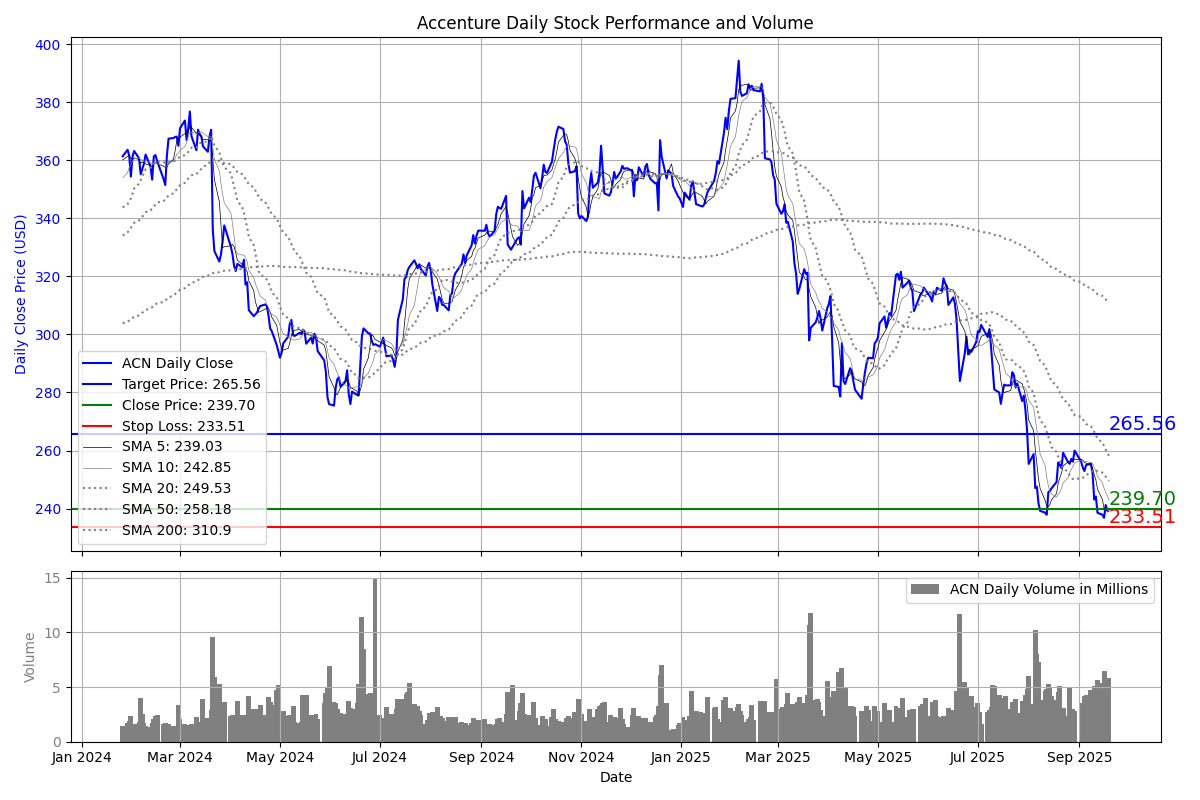 Accenture Daily Stock Performance and Volume
Daily Close Price (USD)
400
380
360
340
320
300
280
260
240
ACN Daily Close
Target Price: 265.56
Close Price: 239.70
Stop Loss: 233.51
SMA 5: 239.03
SMA 10: 242.85
SMA 20: 249.53
SMA 50: 258.18
SMA 200: 310.9
265.56
239.70
233.51
Volume
15
10
5
0
ACN Daily Volume in Millions
Jan 2024 Mar 2024 May 2024 Jul 2024 Sep 2024 Nov 2024 Jan 2025 Mar 2025 May 2025 Jul 2025 Sep 2025
Date